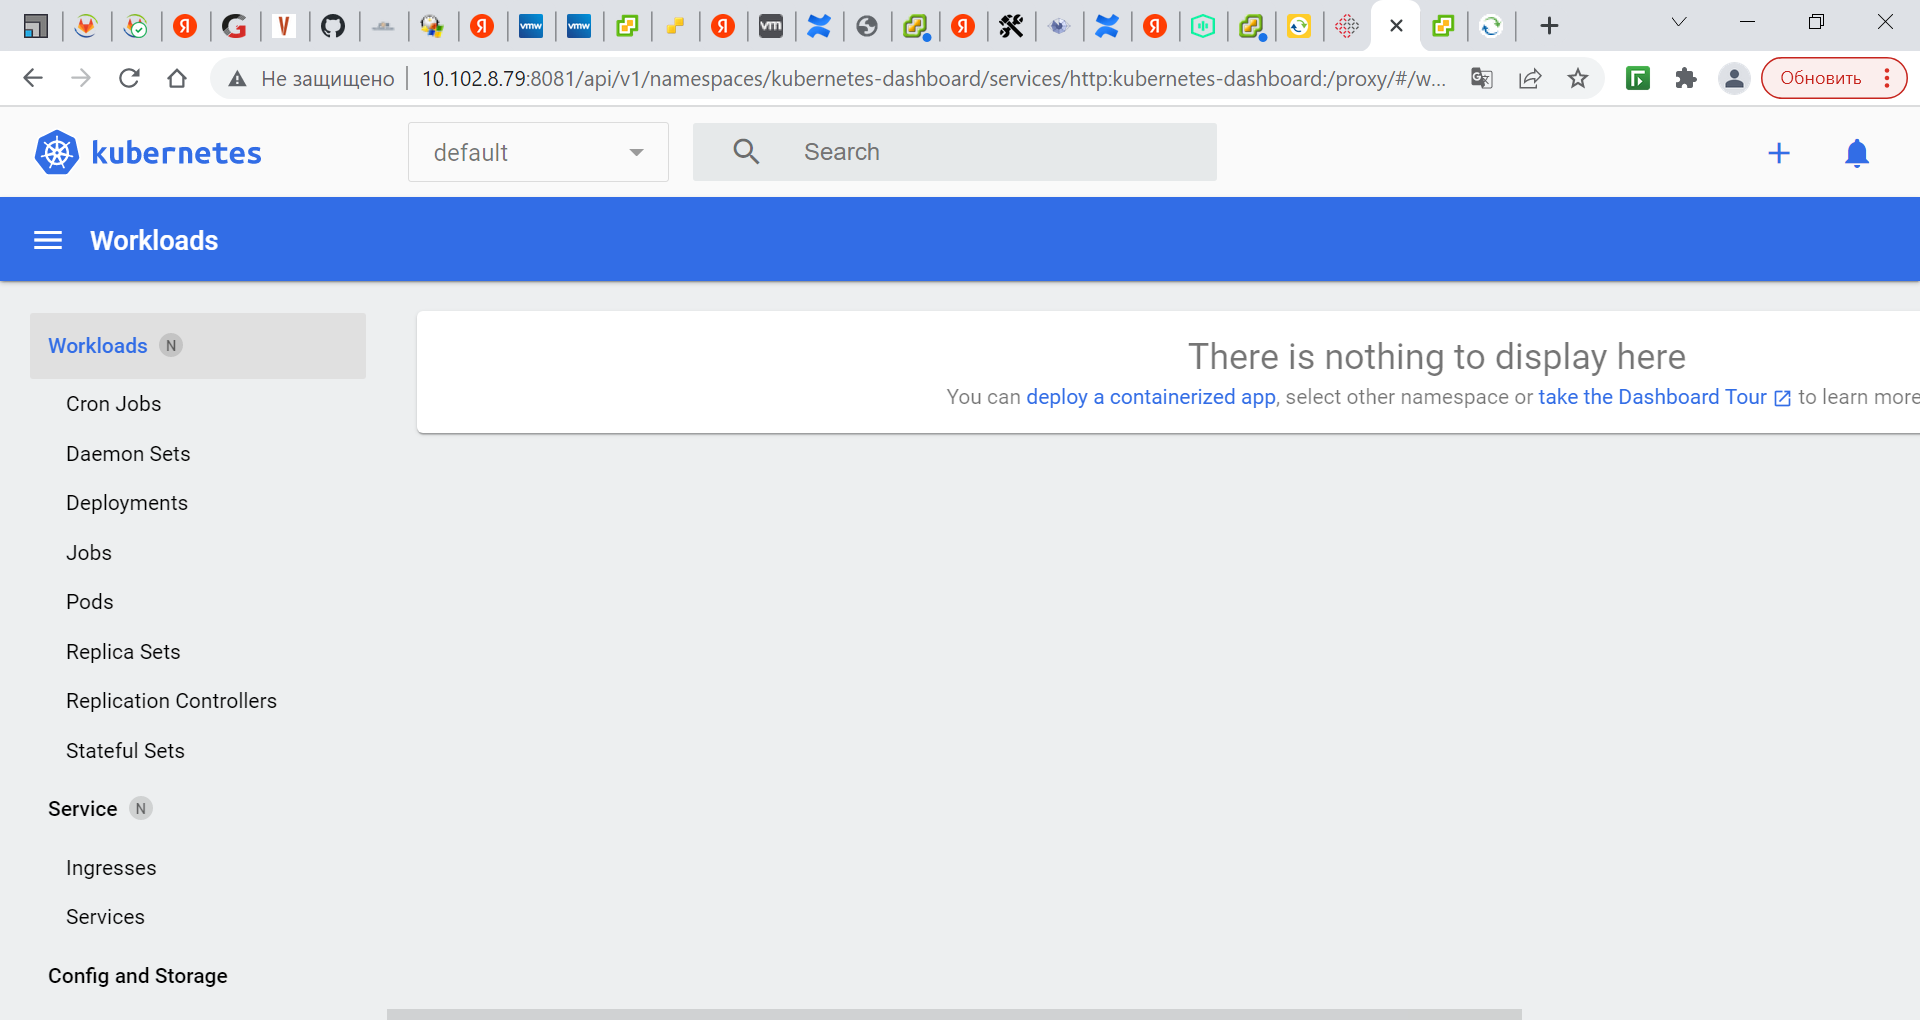 Я
G
V
Я
vmw
vmw
Я
vm
Я
Я
Не защищено
10.102.8.79:8081/api/v1/namespaces/kubernetes-dashboard/services/http:kubernetes-dashboard:/proxy/#/w...
Обновить
kubernetes
default
Search
Workloads
Workloads N
There is nothing to display here
You can deploy a containerized app, select other namespace or take the Dashboard Tour to learn more
Cron Jobs
Daemon Sets
Deployments
Jobs
Pods
Replica Sets
Replication Controllers
Stateful Sets
Service N
Ingresses
Services
Config and Storage